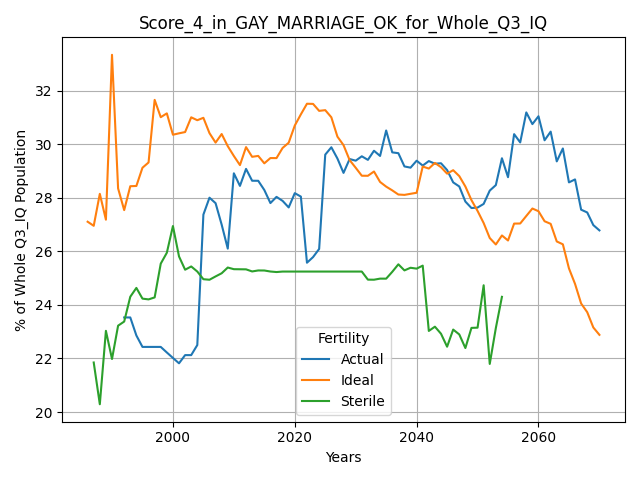 Score_4_in_GAY_MARRIAGE_OK_for_Whole_Q3_IQ
% of Whole Q3_IQ Population
32
30
28
26
24
22
20
Fertility
Actual
Ideal
Sterile
2000 2020 2040 2060
Years